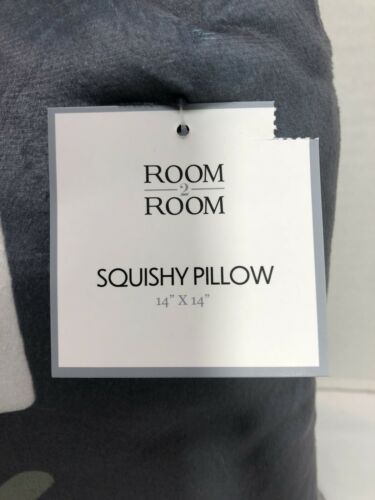 ROOM
2
ROOM
SQUISHY PILLOW
14" X 14"